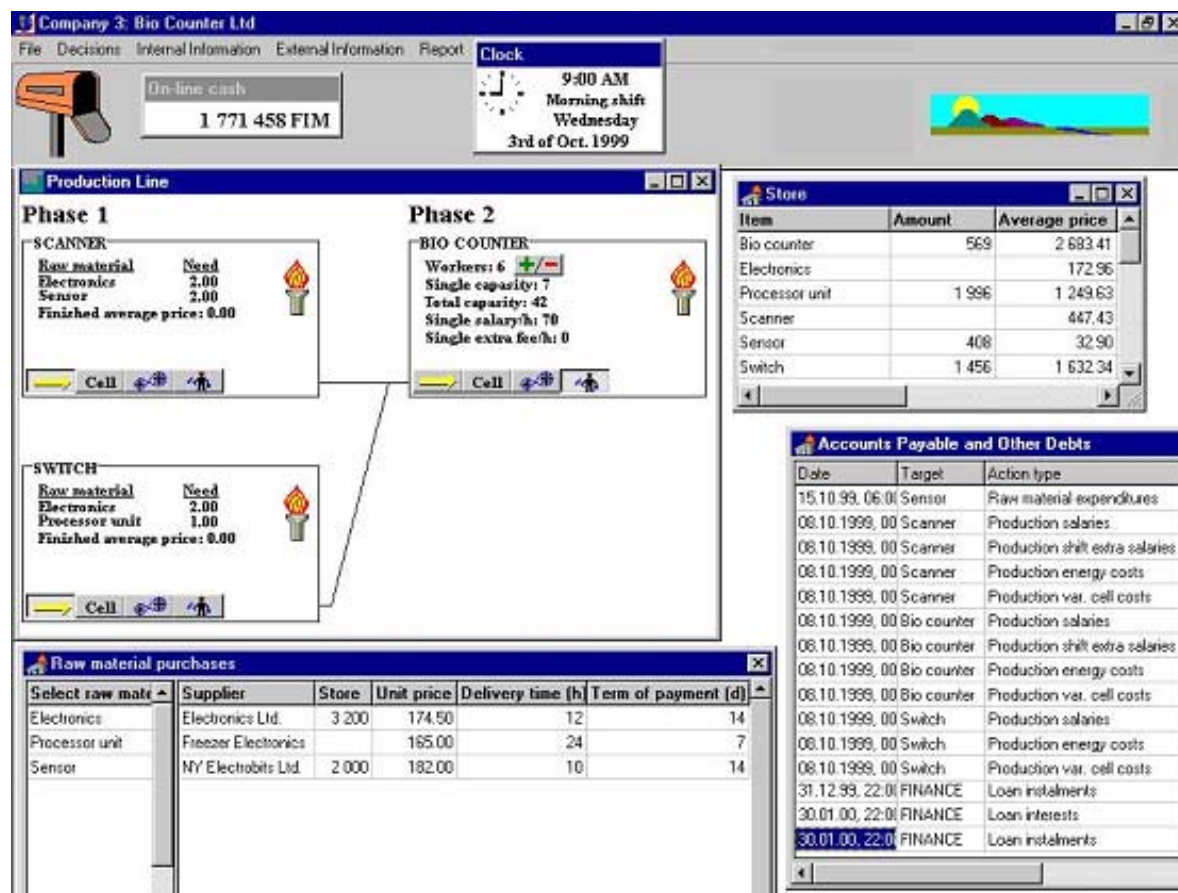 Company 3: Bio Counter Ltd
File Decisions Internal Information External Information Report
On-line cash
1 771 458 FIM
Clock
9:00 AM
Morning shift
Wednesday
3rd of Oct. 1999
Production Line
Phase 1
SCANNER
Raw material Need
Electronics 2.00
Sensor 2.00
Finished average price: 0.00
Cell
Phase 2
BIO COUNTER
Workers: 6 +/-
Single capasity: 7
Total capasity: 42
Single salary/h: 70
Single extra fee/h: 0
Cell
SWITCH
Raw material Need
Electronics 2.00
Processor unit 1.00
Finished average price: 0.00
Cell
Store
Item Amount Average price
Bio counter 569 2 683.41
Electronics 172.96
Processor unit 1 996 1 249.63
Scanner 447.43
Sensor 408 32.90
Switch 1 456 1 632.34
Accounts Payable and Other Debts
Date Target Action type
15.10.99, 06:00 Sensor Raw material expenditures
08.10.1999, 00 Scanner Production salaries
08.10.1999, 00 Scanner Production shift extra salaries
08.10.1999, 00 Scanner Production energy costs
08.10.1999, 00 Scanner Production var. cell costs
08.10.1999, 00 Bio counter Production salaries
08.10.1999, 00 Bio counter Production shift extra salaries
08.10.1999, 00 Bio counter Production energy costs
08.10.1999, 00 Bio counter Production var. cell costs
08.10.1999, 00 Switch Production salaries
08.10.1999, 00 Switch Production energy costs
08.10.1999, 00 Switch Production var. cell costs
31.12.99, 22:00 FINANCE Loan instalments
30.01.00, 22:00 FINANCE Loan interests
30.01.00, 22:00 FINANCE Loan instalments
Raw material purchases
Select raw mate Supplier Store Unit price Delivery time (h) Term of payment (d)
Electronics Electronics Ltd. 3 200 174.50 12 14
Processor unit Freezer Electronics 165.00 24 7
Sensor NY Electrobits Ltd. 2 000 182.00 10 14